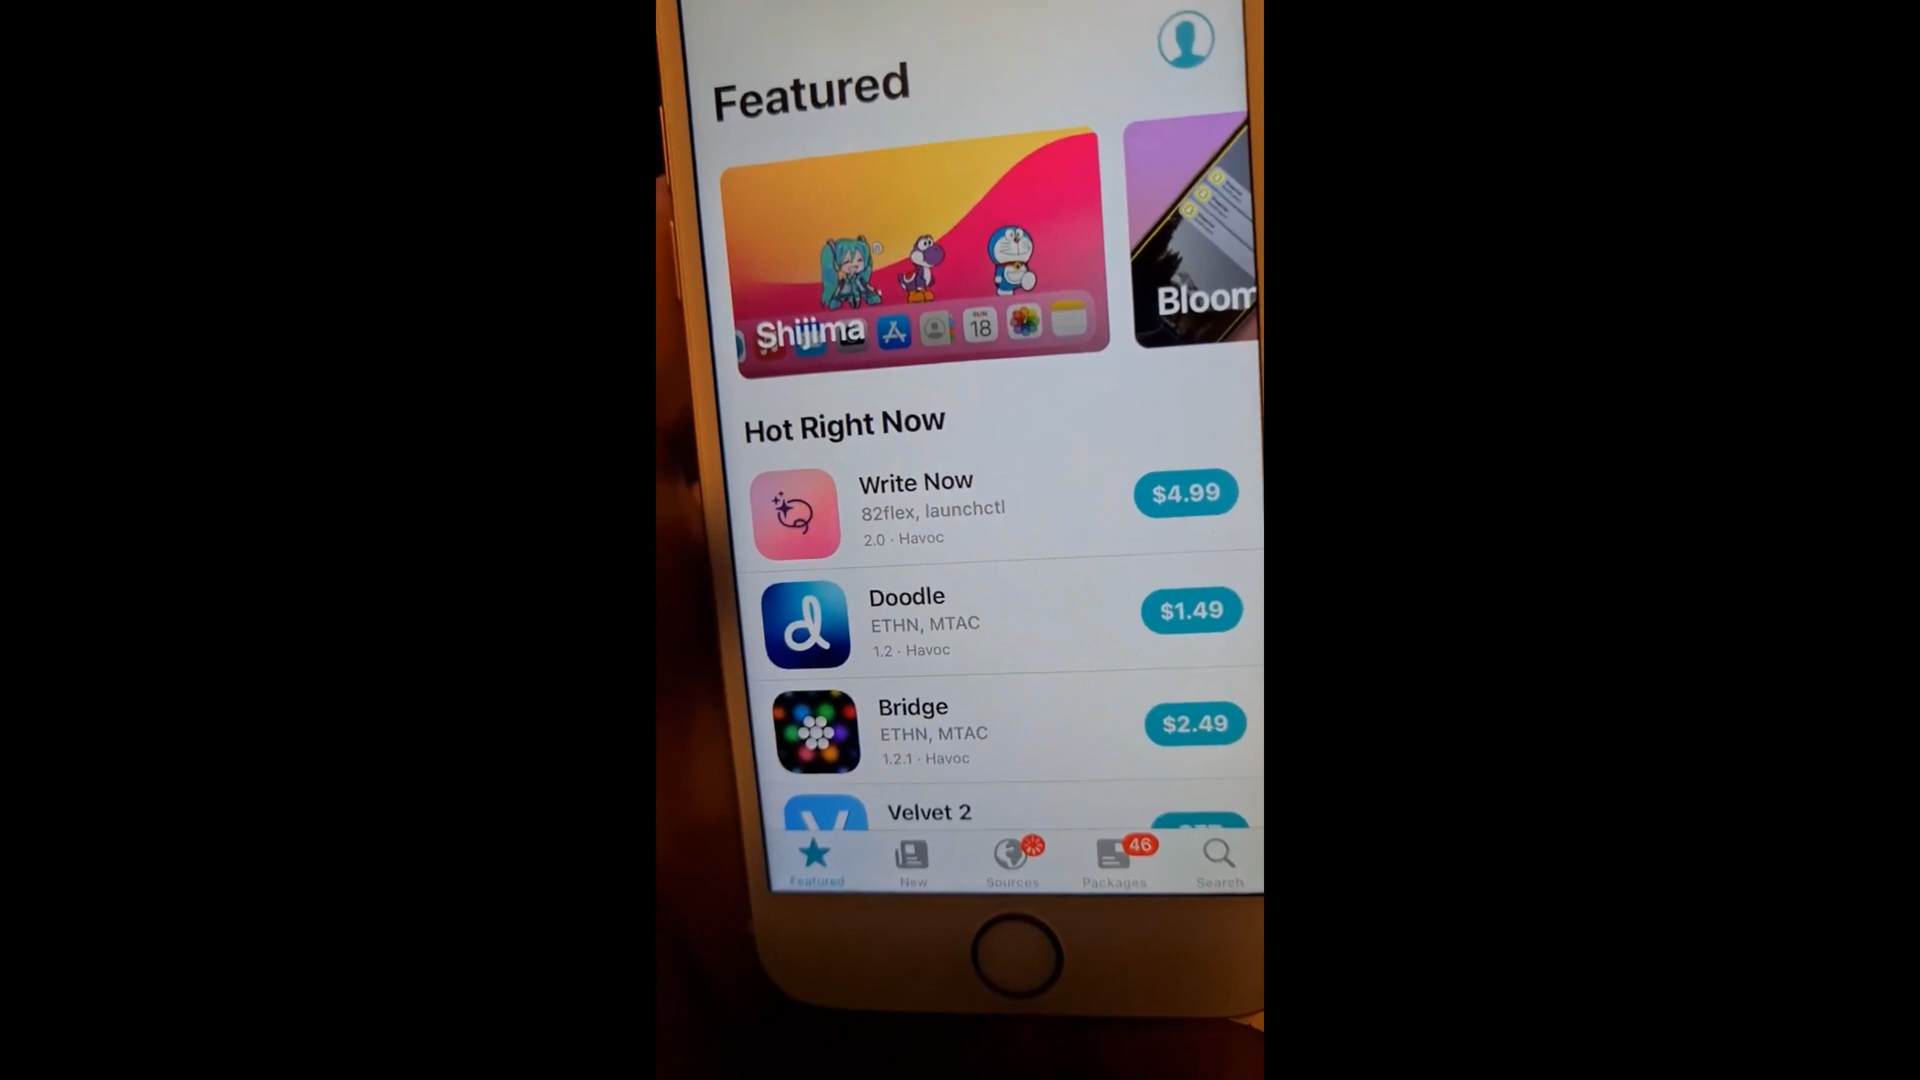 Featured
Shijima
SUN
18
Bloom
Hot Right Now
Write Now
82flex, launchctl
2.0 · Havoc
$4.99
d
Doodle
ETHN, MTAC
1.2 · Havoc
$1.49
Bridge
ETHN, MTAC
1.2.1 · Havoc
$2.49
Velvet 2
Featured
New
Sources
46
Packages
Search